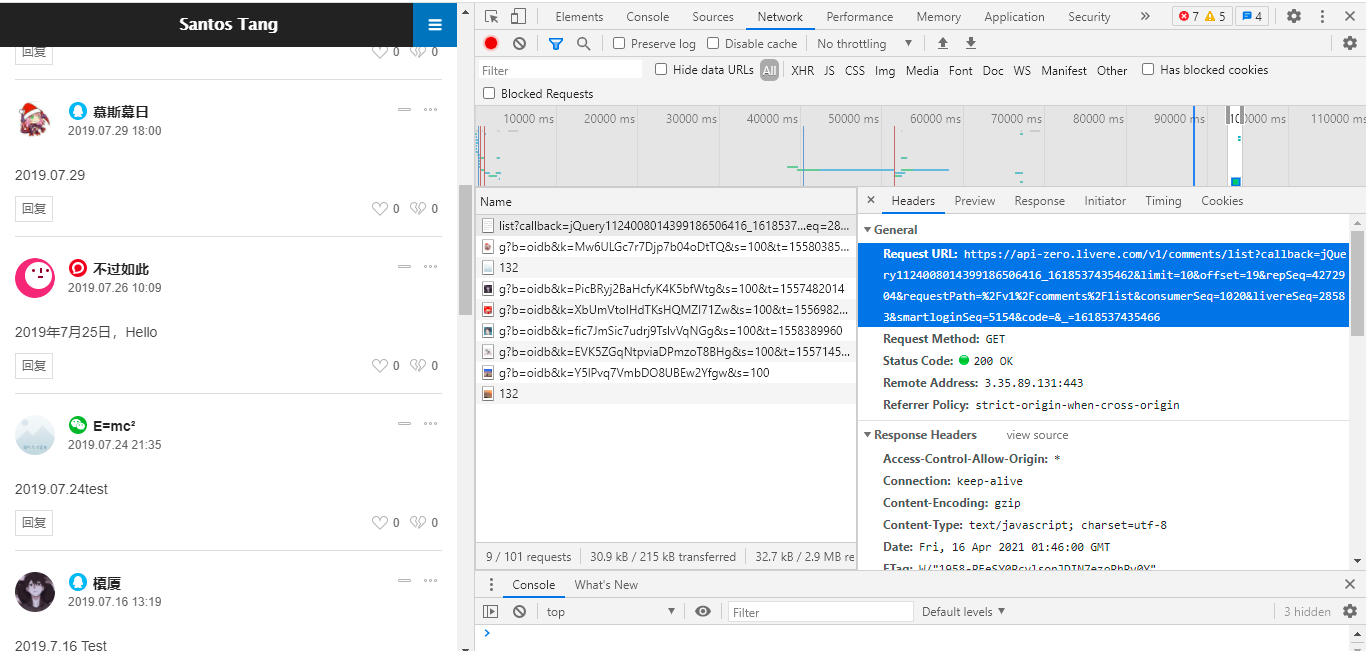 Santos Tang
回复
0
0
慕斯幕日
2019.07.29 18:00
2019.07.29
回复
0
0
不过如此
2019.07.26 10:09
2019年7月25日，Hello
回复
0
0
E=mc²
2019.07.24 21:35
2019.07.24test
回复
0
0
榎厦
2019.07.16 13:19
2019.7.16 Test
Elements Console Sources Network Performance Memory Application Security » 7 5 4
Preserve log Disable cache No throttling
Filter Hide data URLs All XHR JS CSS Img Media Font Doc WS Manifest Other Has blocked cookies
Blocked Requests
10000 ms 20000 ms 30000 ms 40000 ms 50000 ms 60000 ms 70000 ms 80000 ms 90000 ms 110000 ms
Name
list?callback=jQuery1124008014399186506416_1618537...eq=28...
g?b=oidb&k=Mw6ULGc7r7Djp7b04oDtTQ&s=100&t=15580385...
132
g?b=oidb&k=PicBRyj2BaHcfyK4K5bfWtg&s=100&t=1557482014
g?b=oidb&k=XbUmVtoIHdTKsHQMZI71Zw&s=100&t=1556982...
g?b=oidb&k=fic7JmSic7udrj9TsIvVqNGg&s=100&t=1558389960
g?b=oidb&k=EVK5ZGqNtpviaDPmzoT8BHg&s=100&t=1557145...
g?b=oidb&k=Y5lPvq7VmbDO8UBEw2Yfgw&s=100
132
9 / 101 requests 30.9 kB / 215 kB transferred 32.7 kB / 2.9 MB re
Headers Preview Response Initiator Timing Cookies
General
Request URL: https://api-zero.livere.com/v1/comments/list?callback=jQue
ry1124008014399186506416_1618537435462&limit=10&offset=19&repSeq=42729
04&requestPath=%2Fv1%2Fcomments%2Flist&consumerSeq=1020&livereSeq=2858
3&smartloginSeq=5154&code=&_=1618537435466
Request Method: GET
Status Code: 200 OK
Remote Address: 3.35.89.131:443
Referrer Policy: strict-origin-when-cross-origin
Response Headers view source
Access-Control-Allow-Origin: *
Connection: keep-alive
Content-Encoding: gzip
Content-Type: text/javascript; charset=utf-8
Date: Fri, 16 Apr 2021 01:46:00 GMT
Console What's New
top Filter Default levels 3 hidden